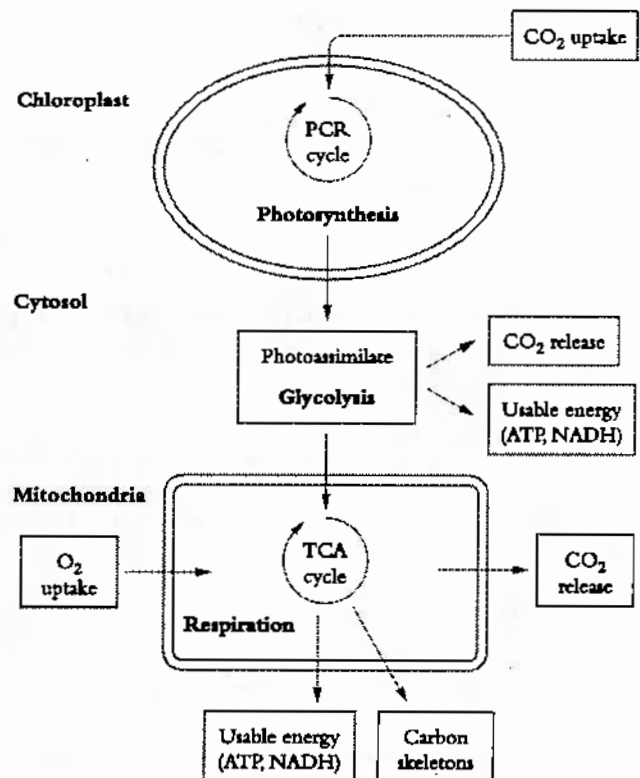 CO₂ uptake
Chloroplast
PCR
cycle
Photosynthesis
Cytosol
Photoassimilate
Glycolysis
CO₂ release
Usable energy
(ATP, NADH)
Mitochondria
O₂
uptake
TCA
cycle
CO₂
release
Respiration
Usable energy
(ATP, NADH)
Carbon
skeletons